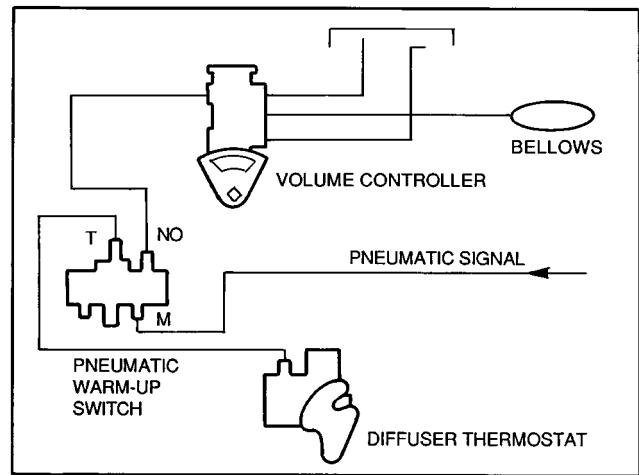 BELLOWS
VOLUME CONTROLLER
T
NO
PNEUMATIC SIGNAL
M
PNEUMATIC
WARM-UP
SWITCH
DIFFUSER THERMOSTAT